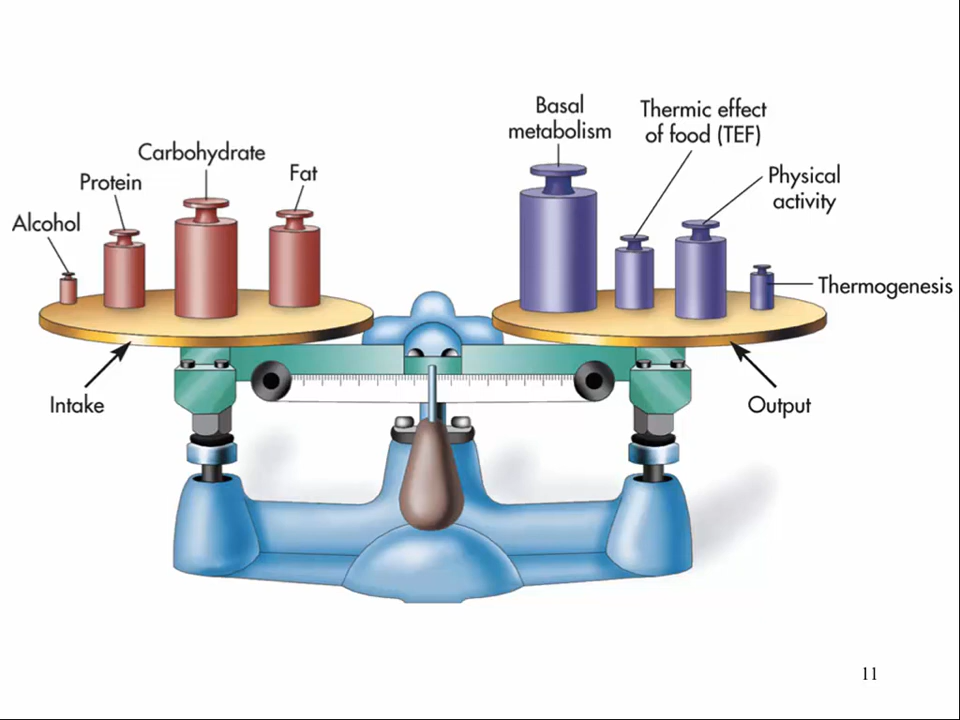 Basal
metabolism
Thermic effect
of food (TEF)
Carbohydrate
Protein
Fat
Physical
activity
Alcohol
Thermogenesis
Intake
Output
11